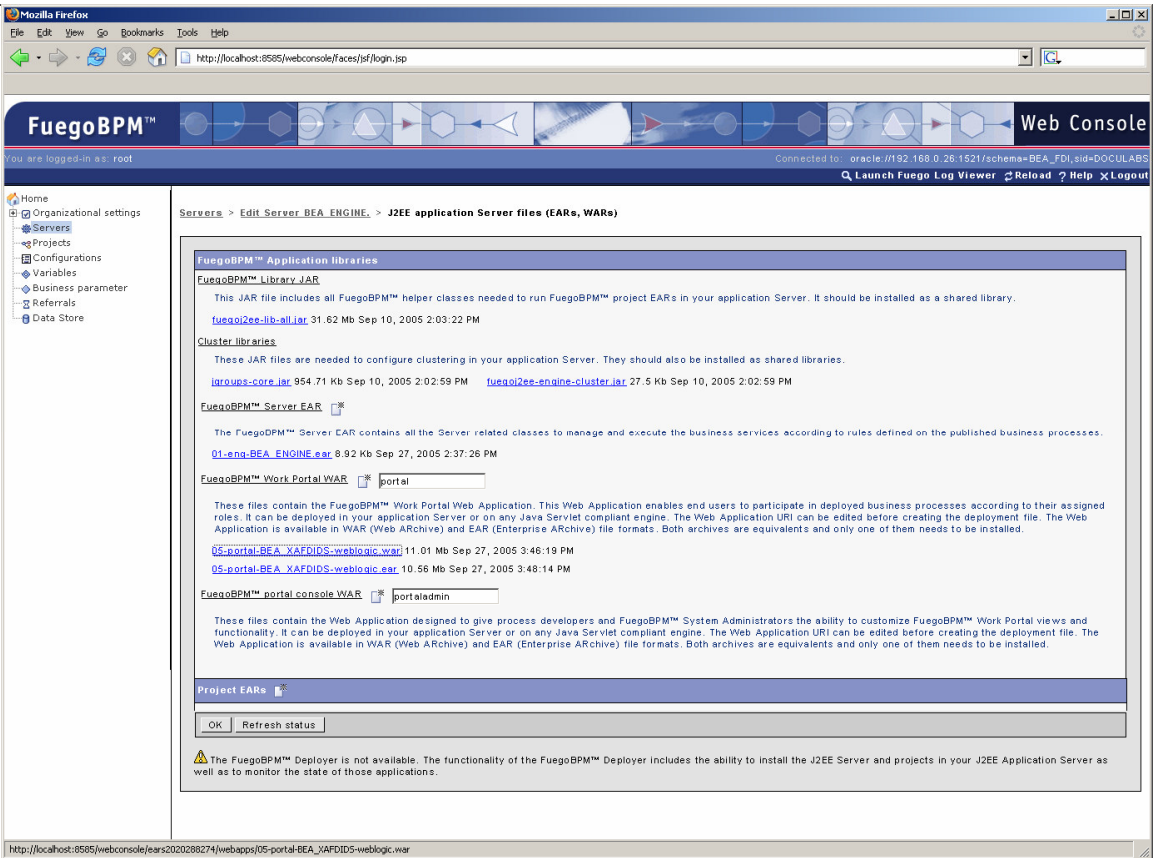 Mozilla Firefox
File Edit View Go Bookmarks Tools Help
http://localhost:8585/webconsole/faces/jsf/login.jsp
G
FuegoBPM™ Web Console
You are logged-in as: root Connected to: oracle://192.168.0.26:1521/schema=BEA_FDI,sid=DOCULABS
Launch Fuego Log Viewer Reload ? Help X Logout
Home
Organizational settings
Servers
Projects
Configurations
Variables
Business parameter
Referrals
Data Store
Servers > Edit Server BEA ENGINE. > J2EE application Server files (EARs, WARs)
FuegoBPM™ Application libraries
FuegoBPM™ Library JAR
This JAR file includes all FuegoBPM™ helper classes needed to run FuegoBPM™ project EARs in your application Server. It should be installed as a shared library.
fuegoj2ee-lib-all.jar 31.62 Mb Sep 10, 2005 2:03:22 PM
Cluster libraries
These JAR files are needed to configure clustering in your application Server. They should also be installed as shared libraries.
jgroups-core.jar 954.71 Kb Sep 10, 2005 2:02:59 PM fuegoj2ee-engine-cluster.jar 27.5 Kb Sep 10, 2005 2:02:59 PM
FuegoBPM™ Server EAR
The FuegoBPM™ Server EAR contains all the Server related classes to manage and execute the business services according to rules defined on the published business processes.
01-eng-BEA_ENGINE.ear 8.92 Kb Sep 27, 2005 2:37:26 PM
FuegoBPM™ Work Portal WAR portal
These files contain the FuegoBPM™ Work Portal Web Application. This Web Application enables end users to participate in deployed business processes according to their assigned
roles. It can be deployed in your application Server or on any Java Servlet compliant engine. The Web Application URI can be edited before creating the deployment file. The Web
Application is available in WAR (Web ARchive) and EAR (Enterprise ARchive) file formats. Both archives are equivalents and only one of them needs to be installed.
05-portal-BEA_XAFDIDS-weblogic.war 11.01 Mb Sep 27, 2005 3:46:19 PM
05-portal-BEA_XAFDIDS-weblogic.ear 10.56 Mb Sep 27, 2005 3:48:14 PM
FuegoBPM™ portal console WAR portaladmin
These files contain the Web Application designed to give process developers and FuegoBPM™ System Administrators the ability to customize FuegoBPM™ Work Portal views and
functionality. It can be deployed in your application Server or on any Java Servlet compliant engine. The Web Application URI can be edited before creating the deployment file. The
Web Application is available in WAR (Web ARchive) and EAR (Enterprise ARchive) file formats. Both archives are equivalents and only one of them needs to be installed.
Project EARs
OK Refresh status
The FuegoBPM™ Deployer is not available. The functionality of the FuegoBPM™ Deployer includes the ability to install the J2EE Server and projects in your J2EE Application Server as
well as to monitor the state of those applications.
http://localhost:8585/webconsole/ears2020288274/webapps/05-portal-BEA_XAFDIDS-weblogic.war